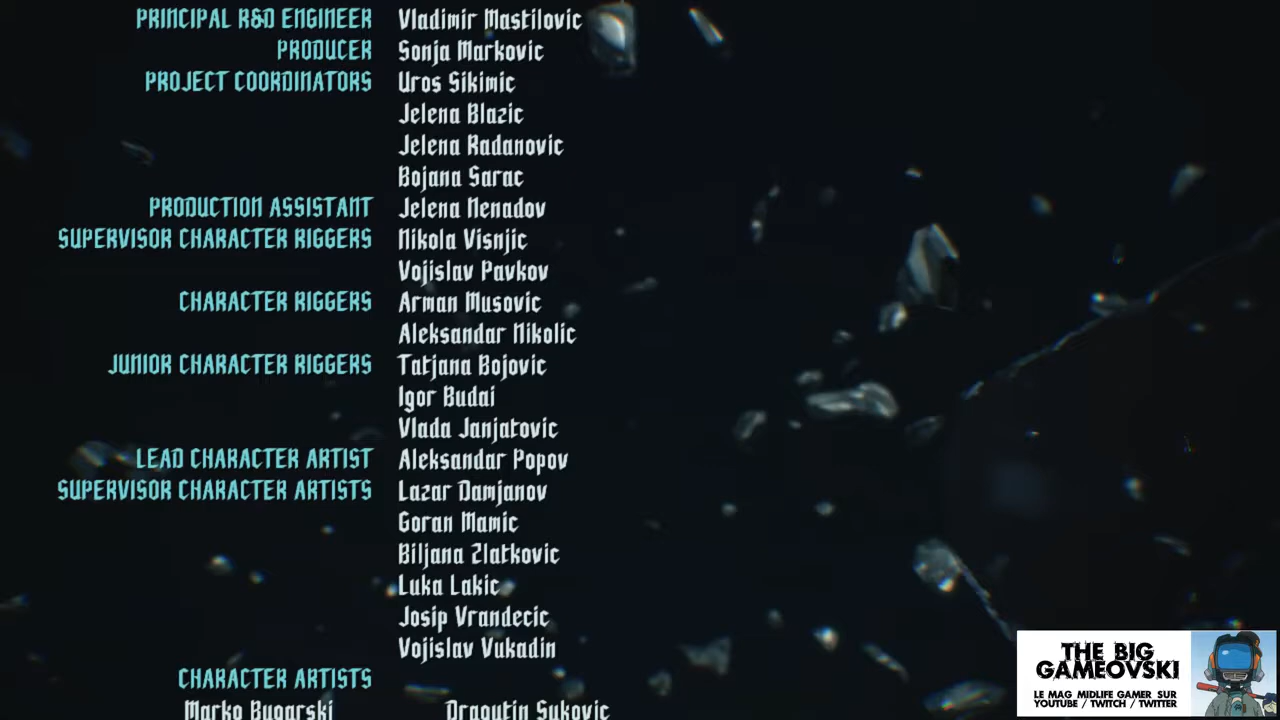 PRINCIPAL R&D ENGINEER Vladimir Mastilovic
PRODUCER Sonja Markovic
PROJECT COORDINATORS Uros Sikimic
Jelena Blazic
Jelena Radanovic
Bojana Sarac
PRODUCTION ASSISTANT Jelena Nenadov
SUPERVISOR CHARACTER RIGGERS Nikola Visnjic
Vojislav Pavkov
CHARACTER RIGGERS Arman Musovic
Aleksandar Nikolic
JUNIOR CHARACTER RIGGERS Tatjana Bojovic
Igor Budai
Vlada Janjatovic
LEAD CHARACTER ARTIST Aleksandar Popov
SUPERVISOR CHARACTER ARTISTS Lazar Damjanov
Goran Mamic
Biljana Zlatkovic
Luka Lakic
Josip Vrandecic
Vojislav Vukadin
CHARACTER ARTISTS
Marko Bugarski Dragutin Sukovic
THE BIG
GAMEOVSKI
LE MAG MIDLIFE GAMER SUR
YOUTUBE / TWITCH / TWITTER